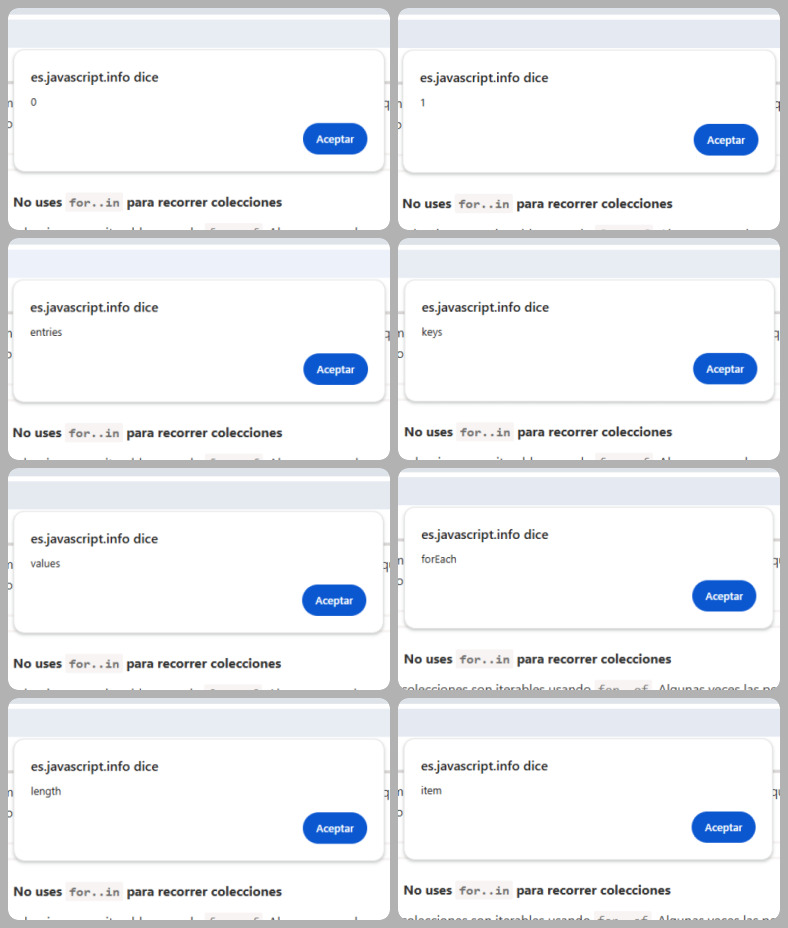 es.javascript.info dice
0
Aceptar
No uses for..in para recorrer colecciones
es.javascript.info dice
1
Aceptar
No uses for..in para recorrer colecciones
es.javascript.info dice
entries
Aceptar
No uses for..in para recorrer colecciones
es.javascript.info dice
keys
Aceptar
No uses for..in para recorrer colecciones
es.javascript.info dice
values
Aceptar
No uses for..in para recorrer colecciones
es.javascript.info dice
forEach
Aceptar
No uses for..in para recorrer colecciones
colecciones son iterables usando for..of. Algunas veces las
es.javascript.info dice
length
Aceptar
No uses for..in para recorrer colecciones
es.javascript.info dice
item
Aceptar
No uses for..in para recorrer colecciones
colecciones son iterables usando for..of. Algunas veces las